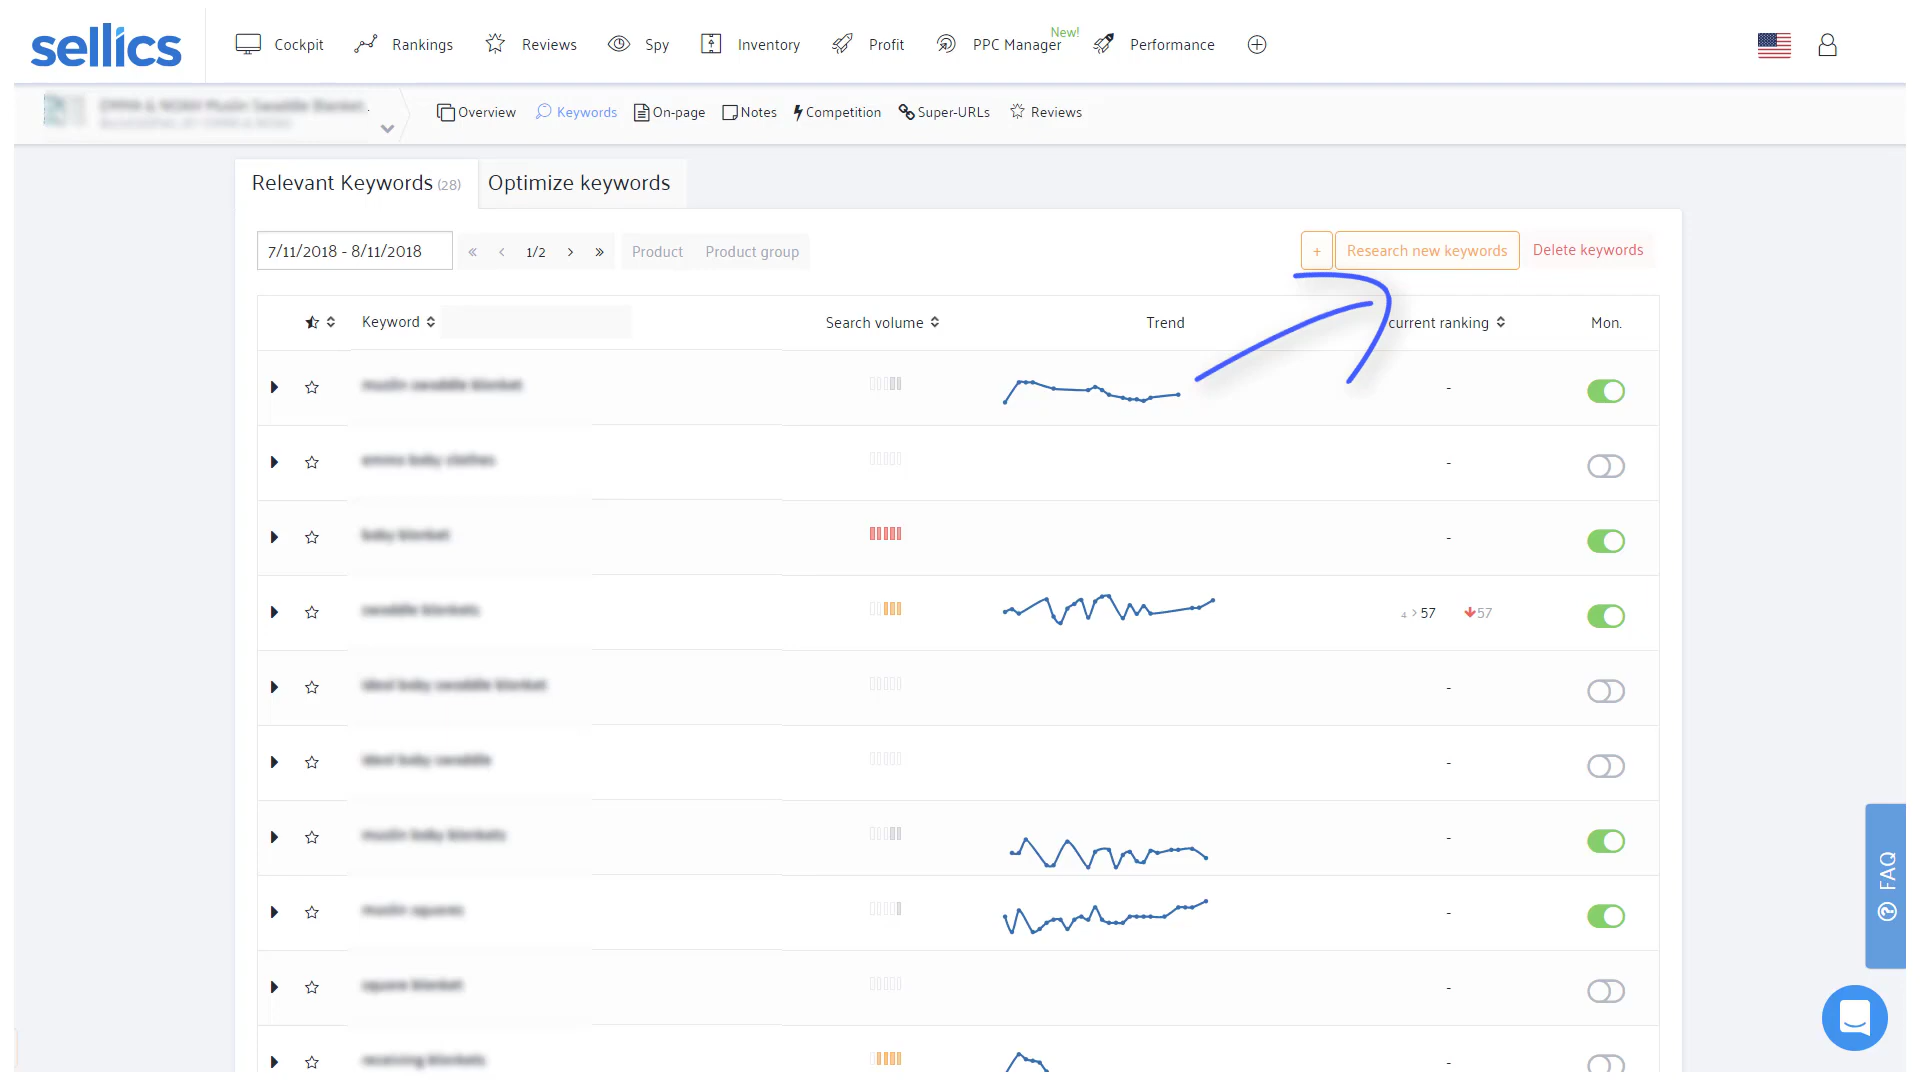 sellics
Cockpit
Rankings
Reviews
Spy
Inventory
Profit
PPC Manager
New!
Performance
Overview
Keywords
On-page
Notes
Competition
Super-URLs
Reviews
Relevant Keywords (28)
Optimize keywords
7/11/2018 - 8/11/2018
« ‹ 1/2 › »
Product
Product group
+
Research new keywords
Delete keywords
Keyword
Search volume
Trend
current ranking
Mon.
-
-
-
4 > 57
57
-
-
-
-
-
-
FAQ